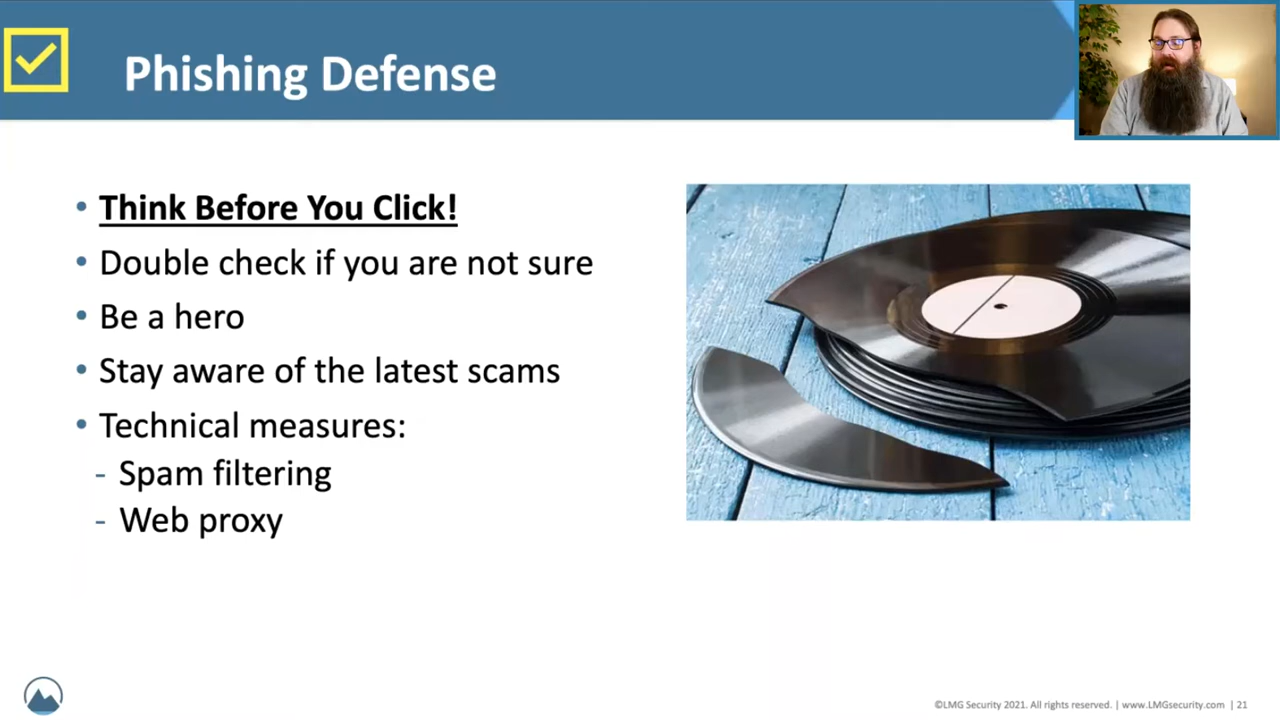 Phishing Defense
• Think Before You Click!
• Double check if you are not sure
• Be a hero
• Stay aware of the latest scams
• Technical measures:
- Spam filtering
- Web proxy
©LMG Security 2021. All rights reserved. | www.LMGsecurity.com | 21